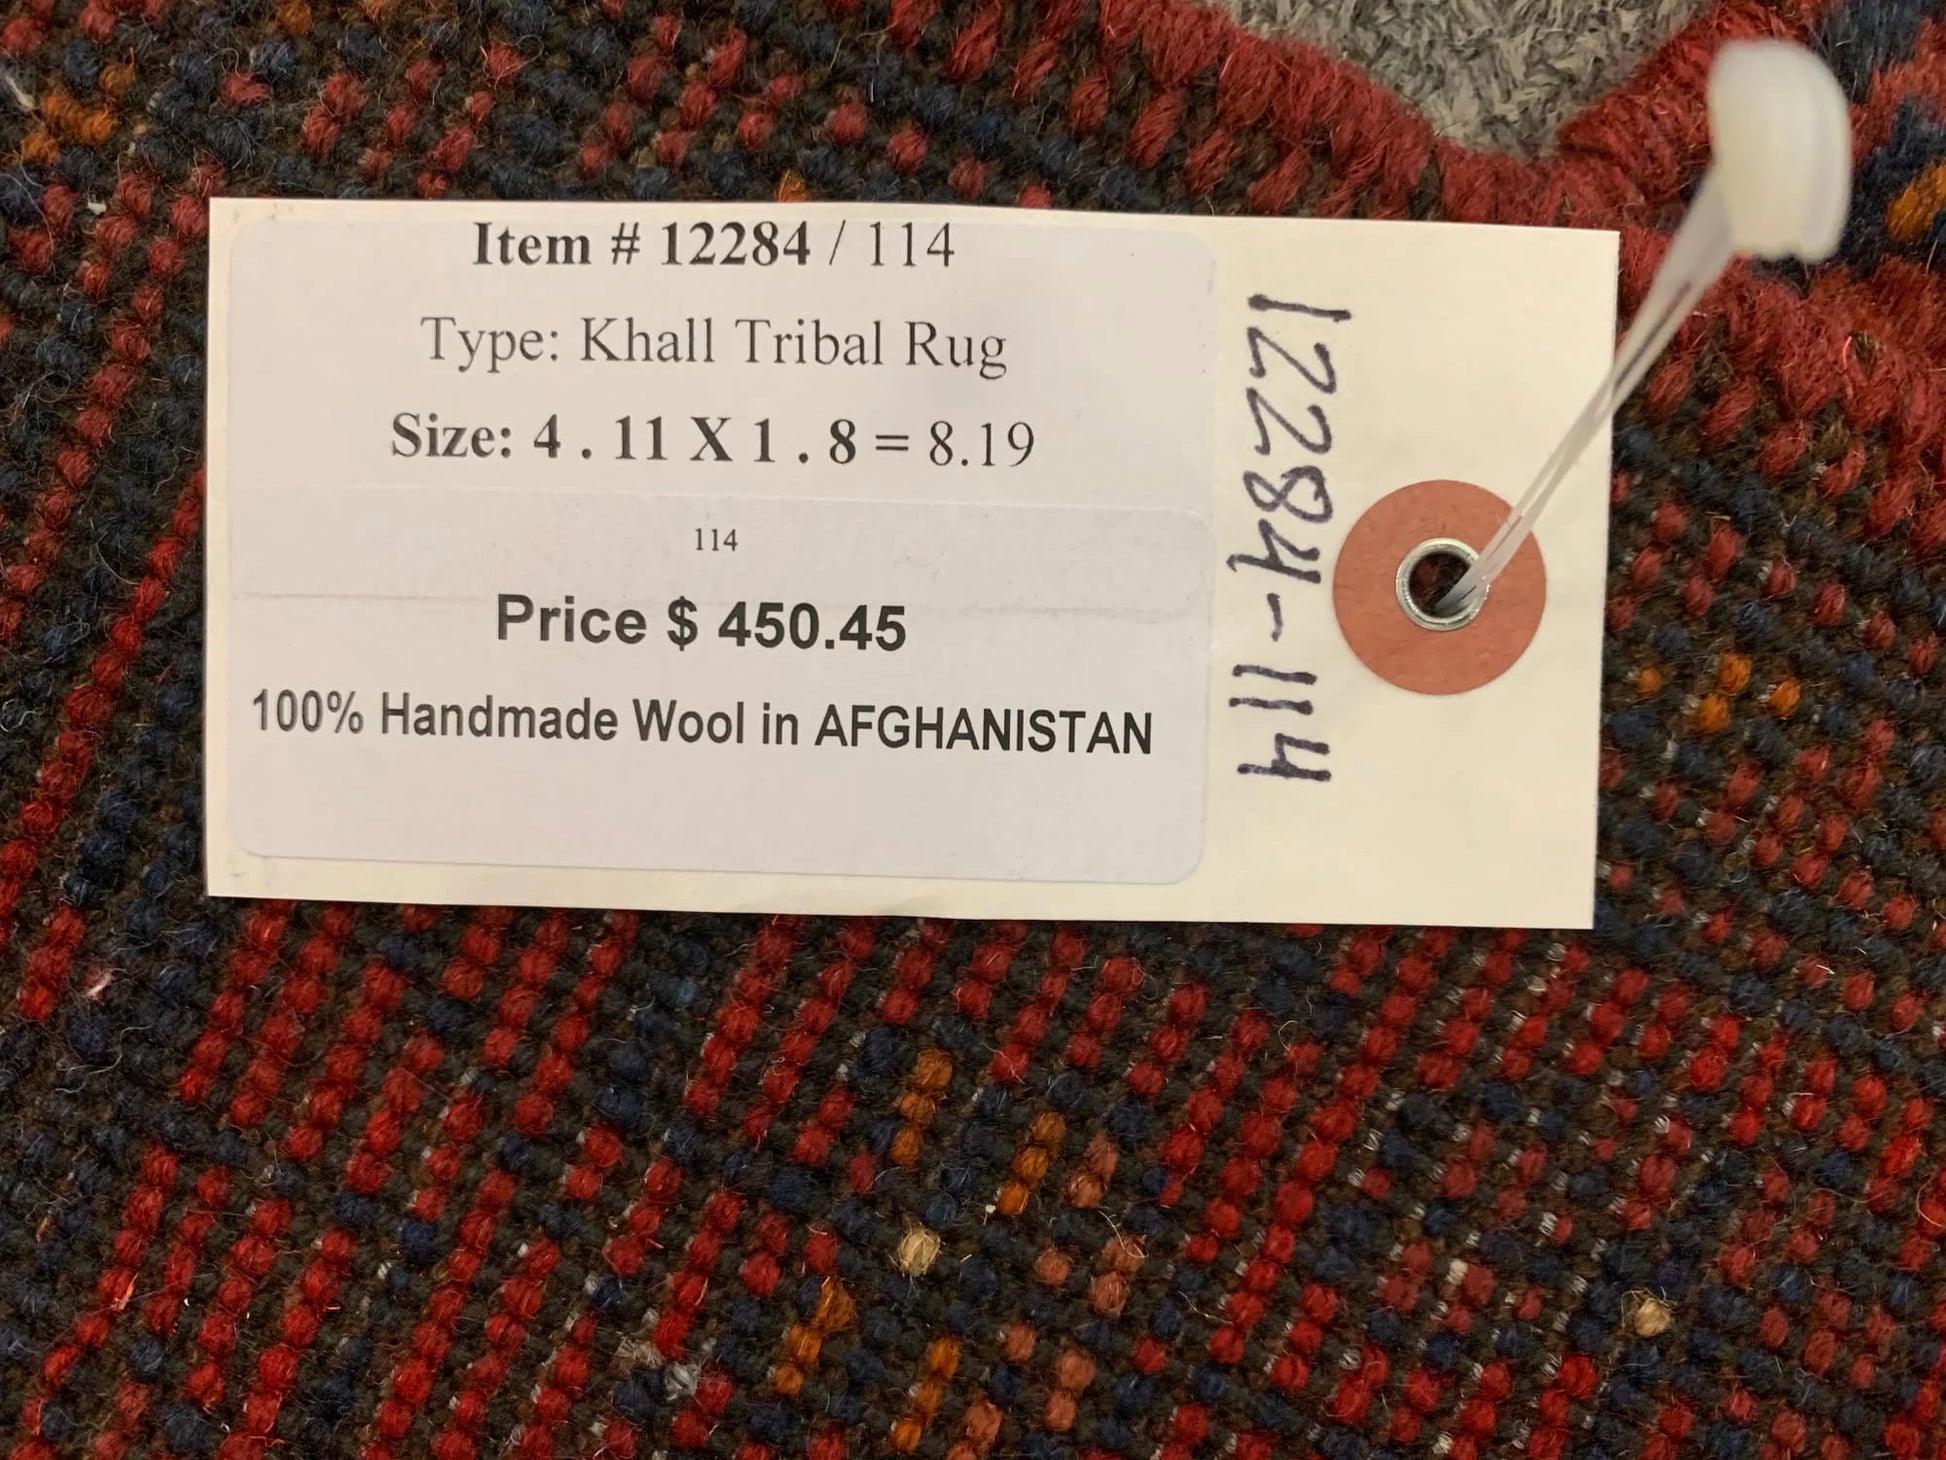 Item # 12284 / 114
Type: Khall Tribal Rug
Size: 4 . 11 X 1 . 8 = 8.19
114
Price $ 450.45
100% Handmade Wool in AFGHANISTAN
12284-114